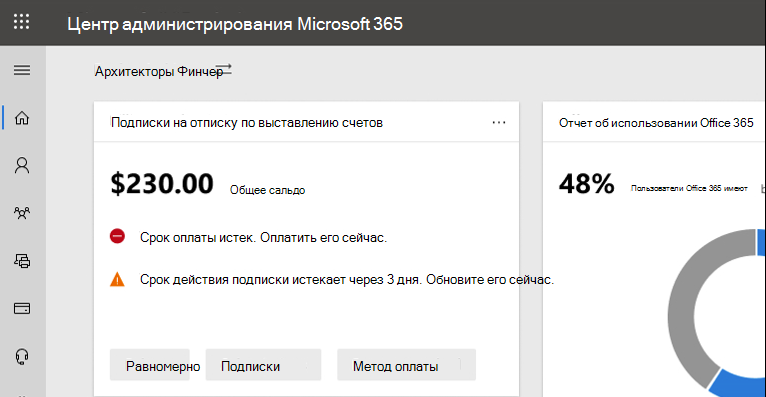 Центр администрирования Microsoft 365
Архитекторы Финчер
Подписки на отписку по выставлению счетов
Отчет об использовании Office 365
$230.00 Общее сальдо
48% Пользователи Office 365 имеют
Срок оплаты истек. Оплатить его сейчас.
Срок действия подписки истекает через 3 дня. Обновите его сейчас.
Равномерно
Подписки
Метод оплаты